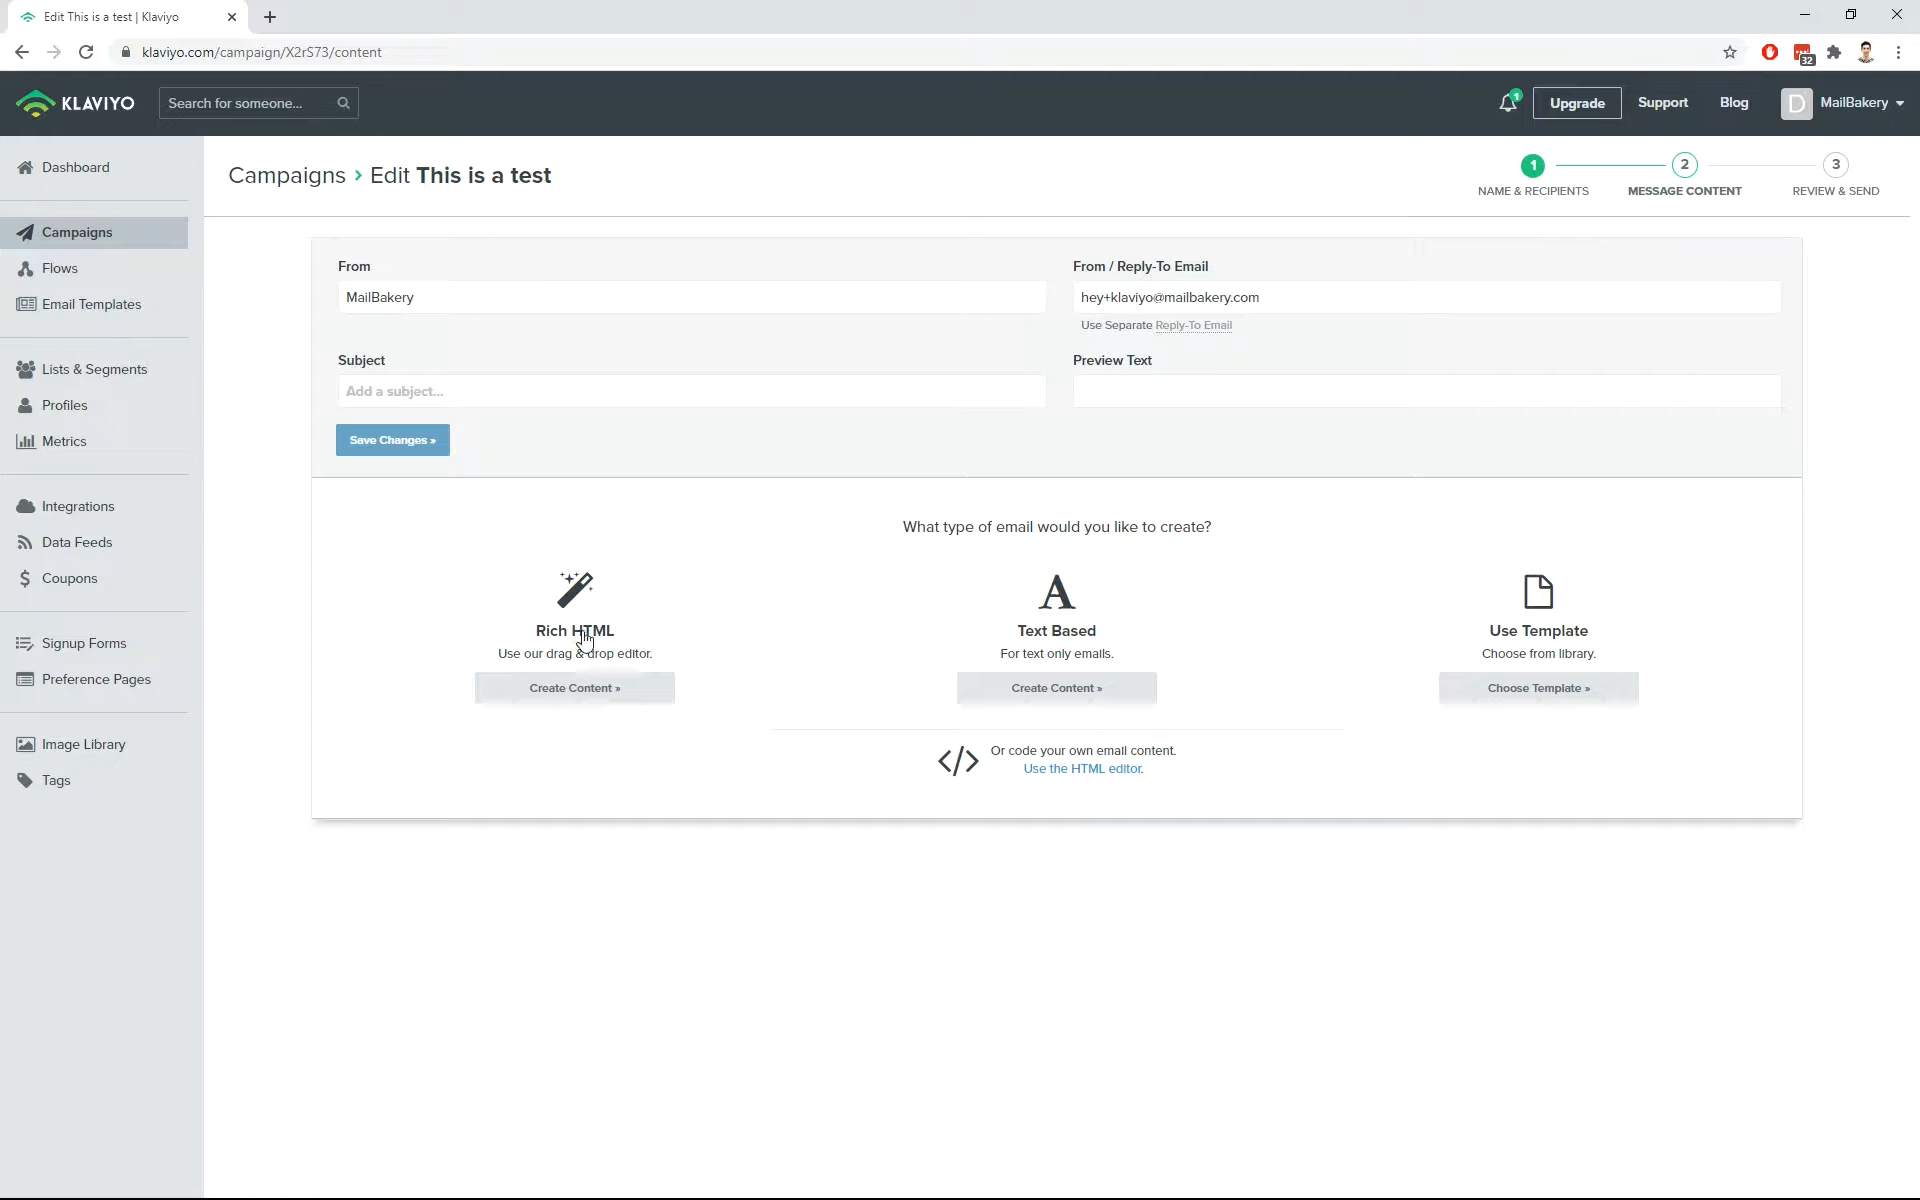 Edit This is a test | Klaviyo
klaviyo.com/campaign/X2rS73/content
32
KLAVIYO
Search for someone...
1
Upgrade
Support
Blog
D
MailBakery
Dashboard
Campaigns
Flows
Email Templates
Lists & Segments
Profiles
Metrics
Integrations
Data Feeds
Coupons
Signup Forms
Preference Pages
Image Library
Tags
Campaigns › Edit This is a test
1
NAME & RECIPIENTS
2
MESSAGE CONTENT
3
REVIEW & SEND
From
MailBakery
From / Reply-To Email
hey+klaviyo@mailbakery.com
Use Separate Reply-To Email
Subject
Add a subject...
Preview Text
Save Changes »
What type of email would you like to create?
Rich HTML
Use our drag & drop editor.
Create Content »
A
Text Based
For text only emails.
Create Content »
Use Template
Choose from library.
Choose Template »
</>
Or code your own email content.
Use the HTML editor.